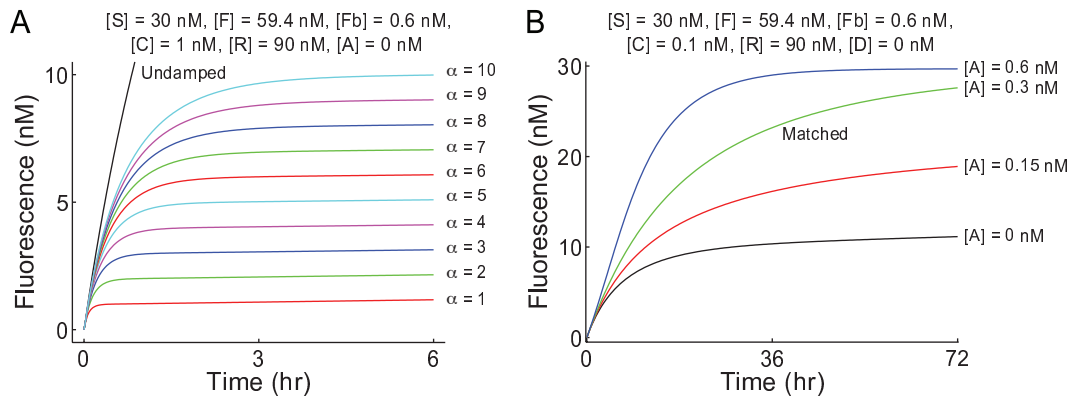 A
[S] = 30 nM, [F] = 59.4 nM, [Fb] = 0.6 nM,
[C] = 1 nM, [R] = 90 nM, [A] = 0 nM
Undamped
10
5
0
Fluorescence (nM)
α = 10
α = 9
α = 8
α = 7
α = 6
α = 5
α = 4
α = 3
α = 2
α = 1
0 3 6
Time (hr)
B
[S] = 30 nM, [F] = 59.4 nM, [Fb] = 0.6 nM,
[C] = 0.1 nM, [R] = 90 nM, [D] = 0 nM
30
20
10
0
Fluorescence (nM)
[A] = 0.6 nM
[A] = 0.3 nM
Matched
[A] = 0.15 nM
[A] = 0 nM
0 36 72
Time (hr)